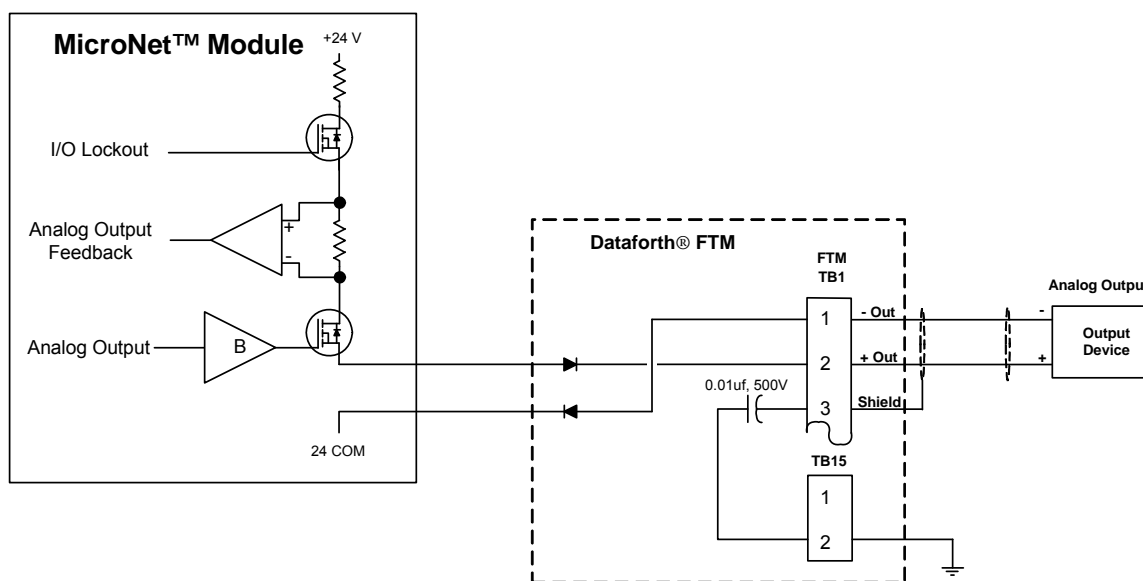 MicroNet™ Module
+24 V
I/O Lockout
+
Analog Output
Feedback
-
Analog Output
B
24 COM
Dataforth® FTM
FTM
TB1
1
- Out
2
+ Out
0.01uf, 500V
3
Shield
TB15
1
2
Analog Outpu
-
Output
Device
+